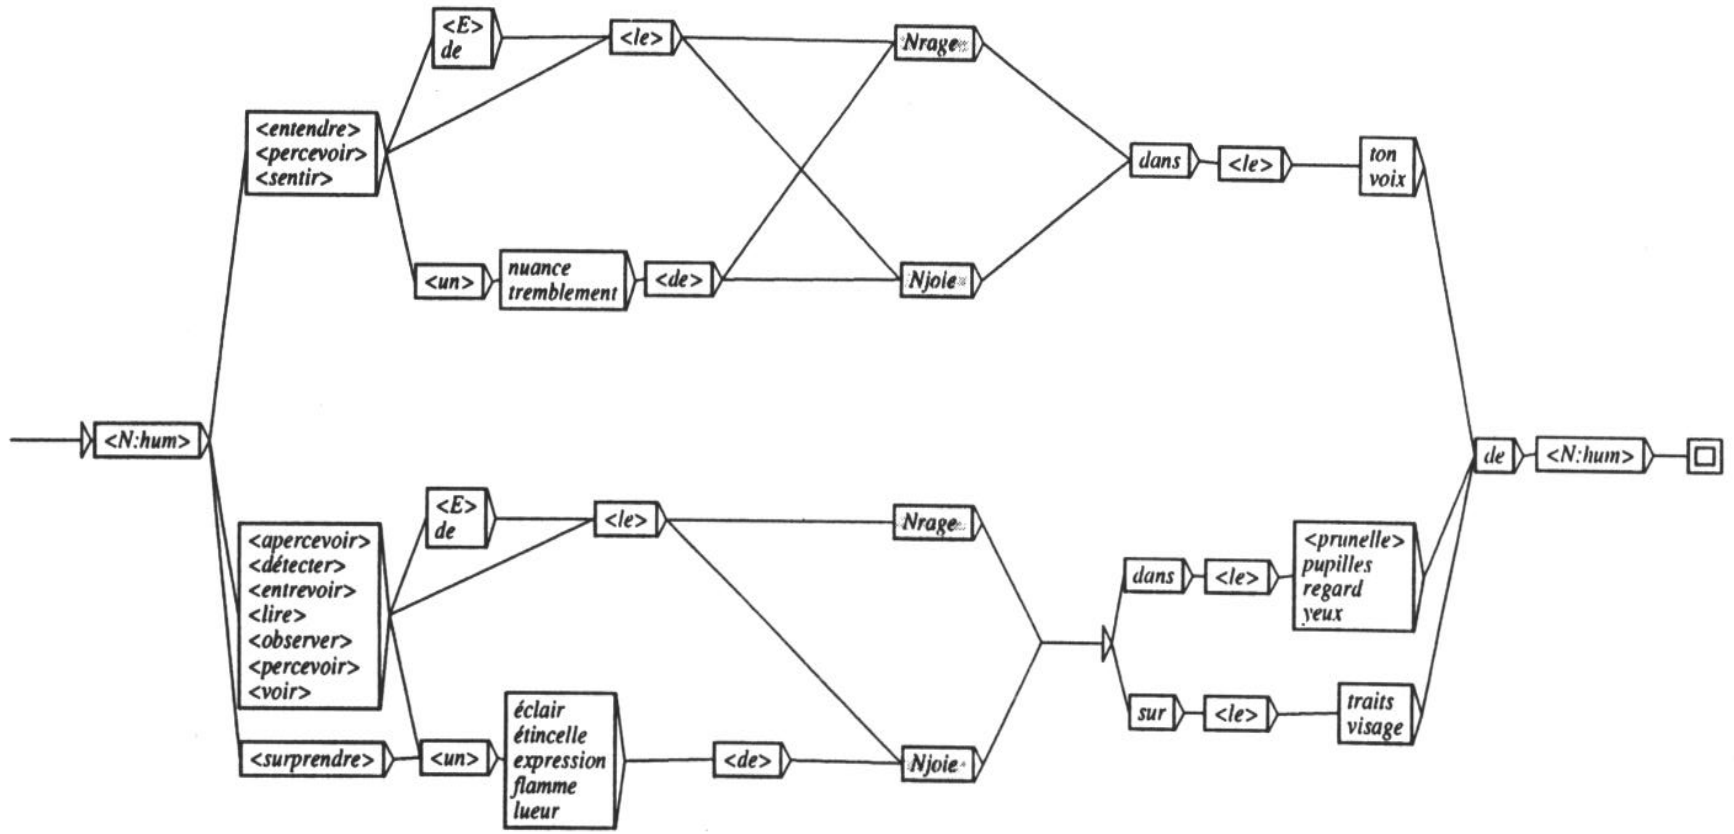 <E>
de
<le>
Nrage
<entendre>
<percevoir>
<sentir>
dans
<le>
ton
voix
<un>
nuance
tremblement
<de>
Njoie
<N:hum>
de
<N:hum>
<E>
de
<le>
Nrage
<apercevoir>
<détecter>
<entrevoir>
<lire>
<observer>
<percevoir>
<voir>
dans
<le>
<prunelle>
pupilles
regard
yeux
sur
<le>
traits
visage
<surprendre>
<un>
éclair
étincelle
expression
flamme
lueur
<de>
Njoie